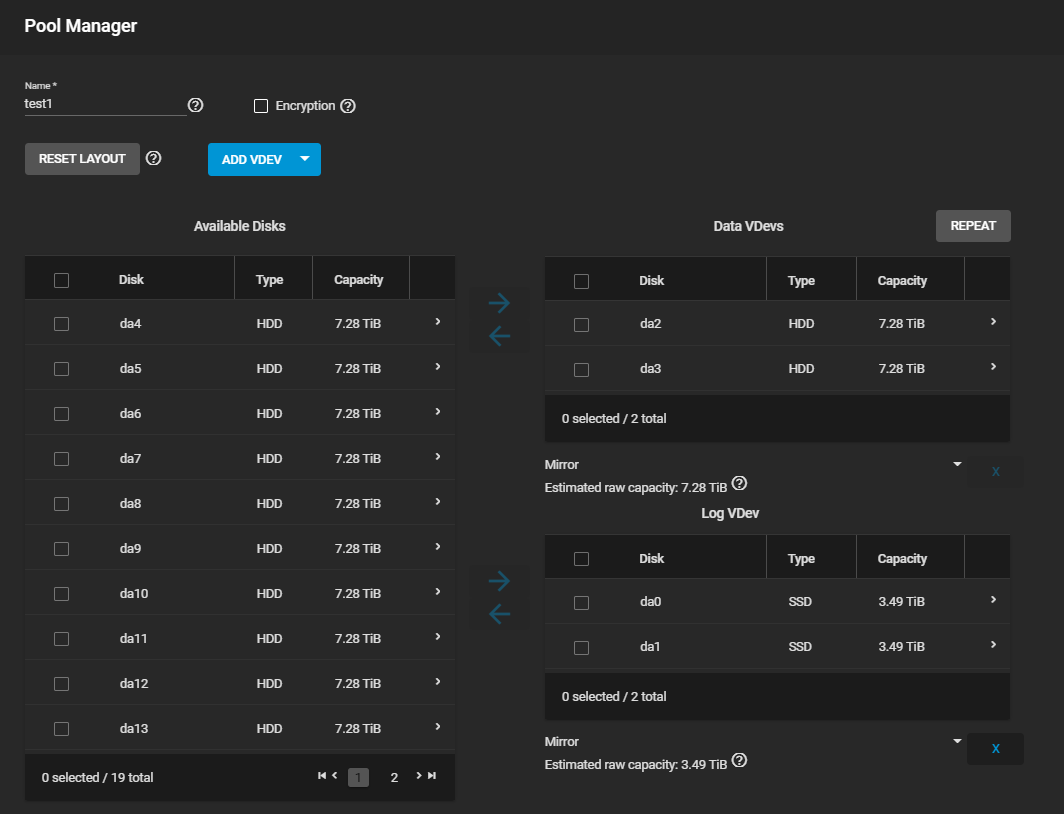 Pool Manager
Name *
test1
Encryption
RESET LAYOUT
ADD VDEV
Available Disks
Disk Type Capacity
da4 HDD 7.28 TiB
da5 HDD 7.28 TiB
da6 HDD 7.28 TiB
da7 HDD 7.28 TiB
da8 HDD 7.28 TiB
da9 HDD 7.28 TiB
da10 HDD 7.28 TiB
da11 HDD 7.28 TiB
da12 HDD 7.28 TiB
da13 HDD 7.28 TiB
0 selected / 19 total 1 2
Data VDevs
REPEAT
Disk Type Capacity
da2 HDD 7.28 TiB
da3 HDD 7.28 TiB
0 selected / 2 total
Mirror X
Estimated raw capacity: 7.28 TiB
Log VDev
Disk Type Capacity
da0 SSD 3.49 TiB
da1 SSD 3.49 TiB
0 selected / 2 total
Mirror X
Estimated raw capacity: 3.49 TiB